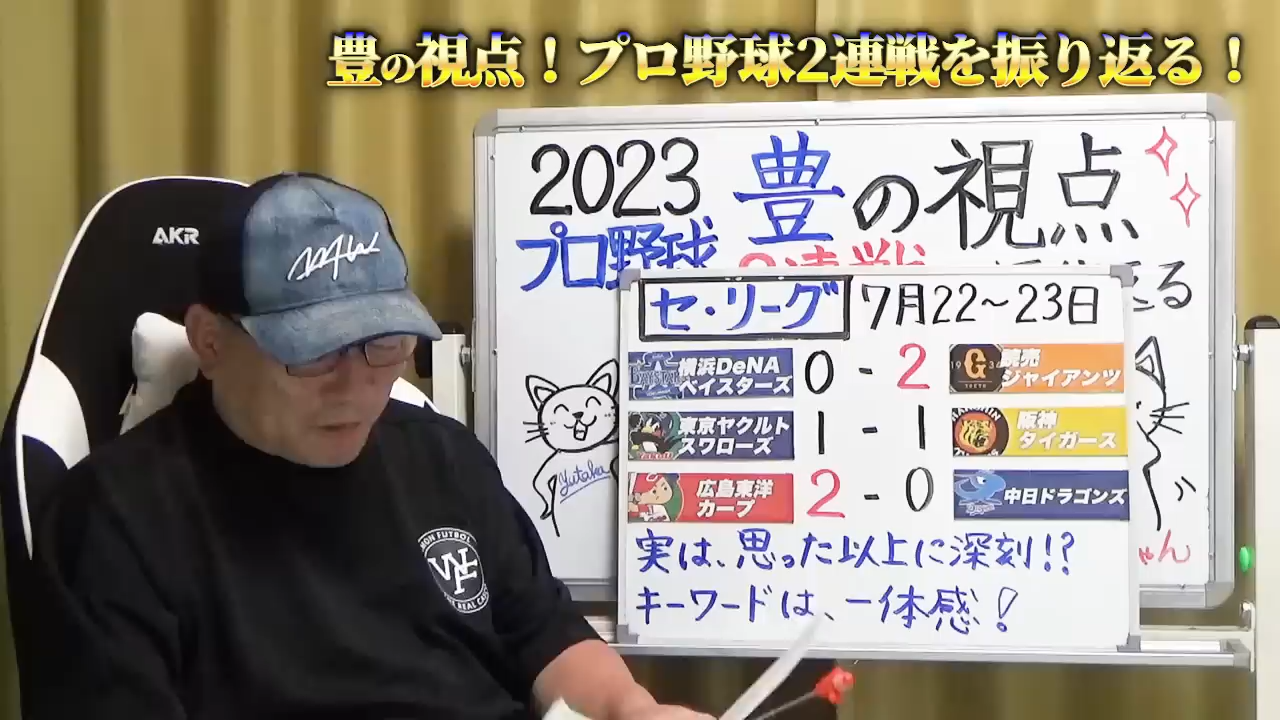 豊の視点！プロ野球2連戦を振り返る！
2023 豊の視点
プロ野球
AKR
セ・リーグ 7月22～23日
横浜DeNA
ベイスターズ 0 - 2 読売
ジャイアンツ
東京ヤクルト
スワローズ 1 - 1 阪神
タイガース
広島東洋
カープ 2 - 0 中日ドラゴンズ
Yutaka
実は、思った以上に深刻!?
キーワードは、一体感！